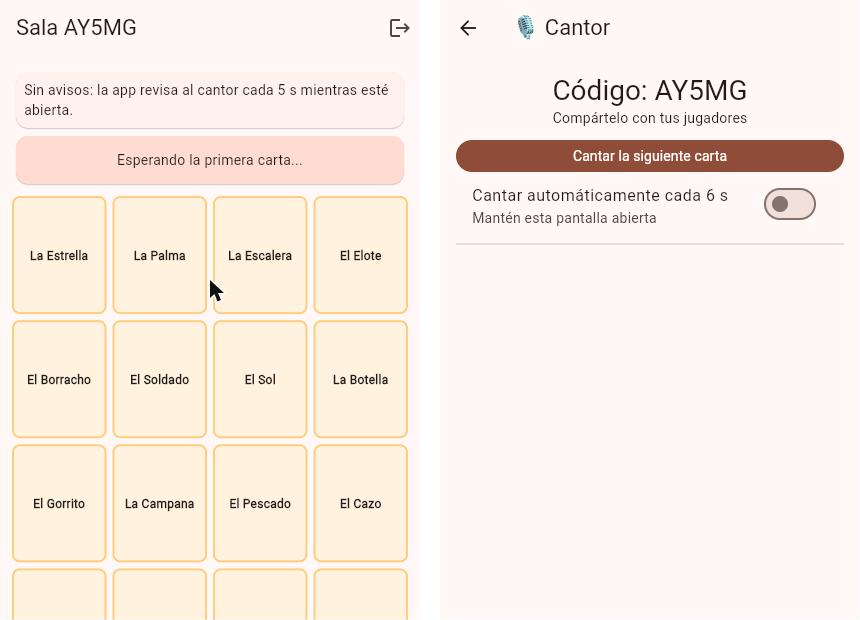 Sala AY5MG
Sin avisos: la app revisa al cantor cada 5 s mientras esté
abierta.
Esperando la primera carta...
La Estrella
La Palma
La Escalera
El Elote
El Borracho
El Soldado
El Sol
La Botella
El Gorrito
La Campana
El Pescado
El Cazo
Cantor
Código: AY5MG
Compártelo con tus jugadores
Cantar la siguiente carta
Cantar automáticamente cada 6 s
Mantén esta pantalla abierta